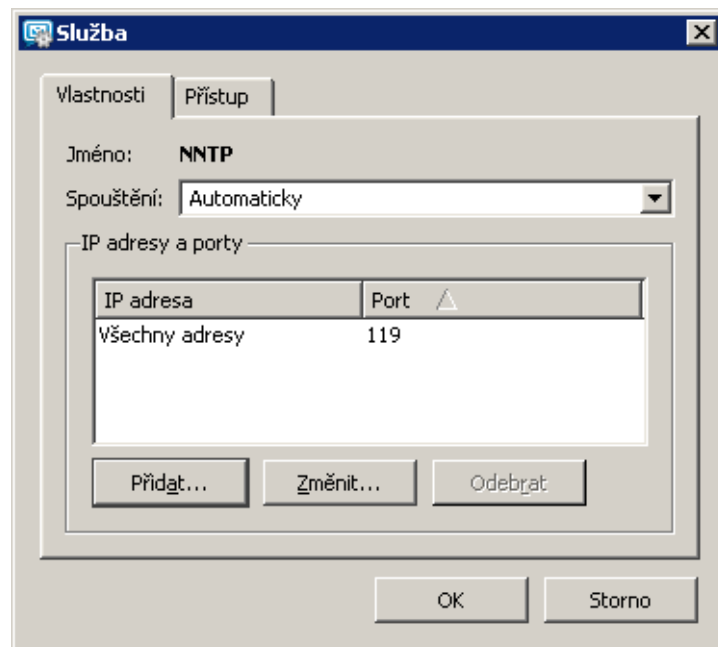 Služba
Vlastnosti Přístup
Jméno: NNTP
Spouštění: Automaticky
IP adresy a porty
IP adresa Port
Všechny adresy 119
Přidat... Změnit... Odebrat
OK Storno